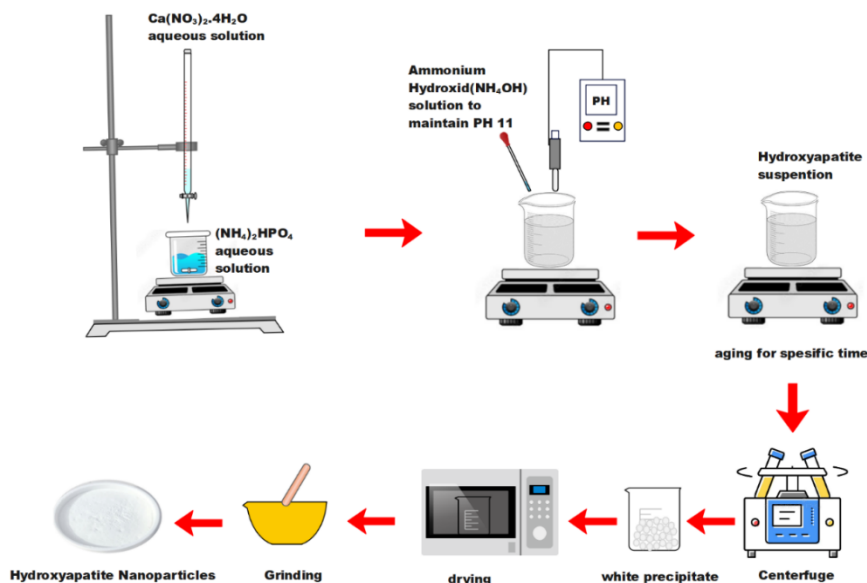 Ca(NO₃)₂.4H₂O
aqueous solution
(NH₄)₂HPO₄
aqueous
solution
Ammonium
Hydroxid(NH₄OH)
solution to
maintain PH 11
PH
Hydroxyapatite
suspention
aging for spesific time
Centerfuge
white precipitate
drying
Grinding
Hydroxyapatite Nanoparticles